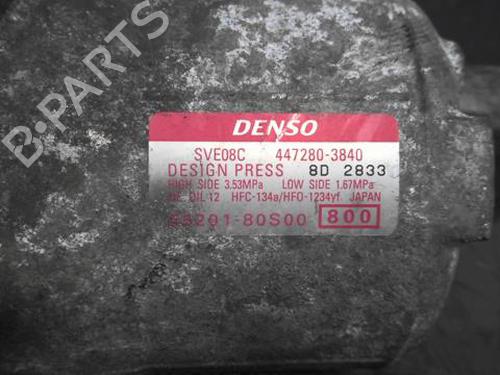 B-PARTS
DENSO
SVE08C 447280-3840
DESIGN PRESS 8D 2833
HIGH SIDE 3.53MPa LOW SIDE 1.67MPa
OIL 12 HFC-134a/HFO-1234yf JAPAN
95201-80S00 800